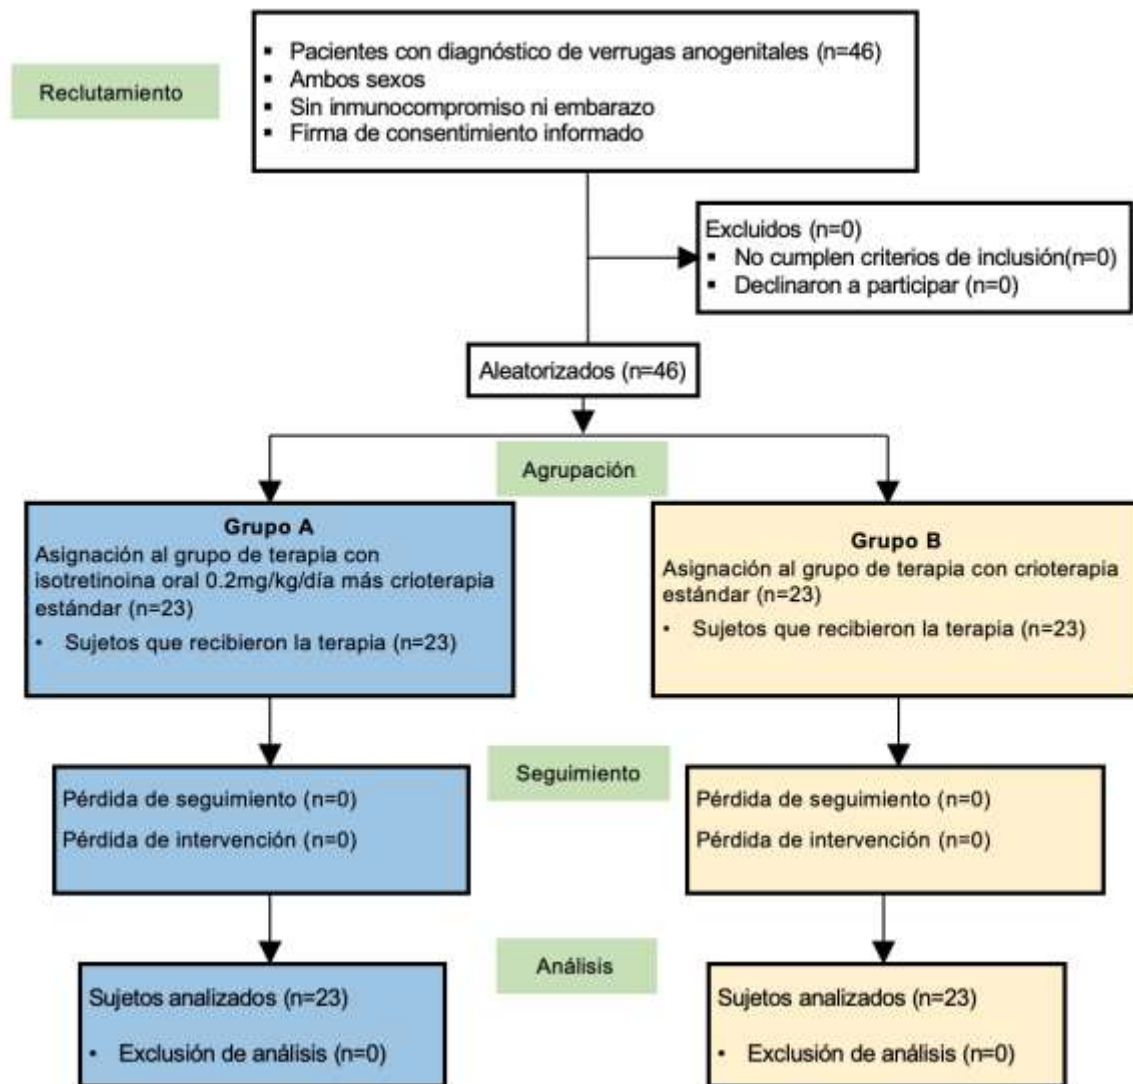 Reclutamiento
▪ Pacientes con diagnóstico de verrugas anogenitales (n=46)
▪ Ambos sexos
▪ Sin inmunocompromiso ni embarazo
▪ Firma de consentimiento informado
Excluidos (n=0)
▪ No cumplen criterios de inclusión(n=0)
▪ Declinaron a participar (n=0)
Aleatorizados (n=46)
Agrupación
Grupo A
Asignación al grupo de terapia con
isotretinoina oral 0.2mg/kg/día más crioterapia
estándar (n=23)
• Sujetos que recibieron la terapia (n=23)
Grupo B
Asignación al grupo de terapia con crioterapia
estándar (n=23)
• Sujetos que recibieron la terapia (n=23)
Seguimiento
Pérdida de seguimiento (n=0)
Pérdida de intervención (n=0)
Pérdida de seguimiento (n=0)
Pérdida de intervención (n=0)
Análisis
Sujetos analizados (n=23)
• Exclusión de análisis (n=0)
Sujetos analizados (n=23)
• Exclusión de análisis (n=0)